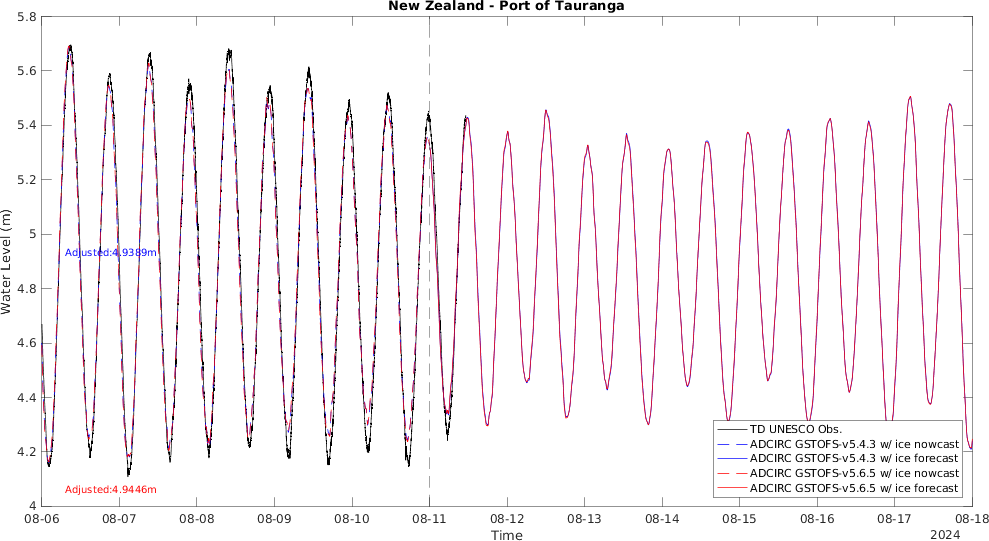 New Zealand - Port of Tauranga
5.8
5.6
5.4
5.2
5
4.8
4.6
4.4
4.2
4
Water Level (m)
Adjusted:4.9389m
Adjusted:4.9446m
TD UNESCO Obs.
ADCIRC GSTOFS-v5.4.3 w/ ice nowcast
ADCIRC GSTOFS-v5.4.3 w/ ice forecast
ADCIRC GSTOFS-v5.6.5 w/ ice nowcast
ADCIRC GSTOFS-v5.6.5 w/ ice forecast
08-06 08-07 08-08 08-09 08-10 08-11 08-12 08-13 08-14 08-15 08-16 08-17 08-18
Time
2024